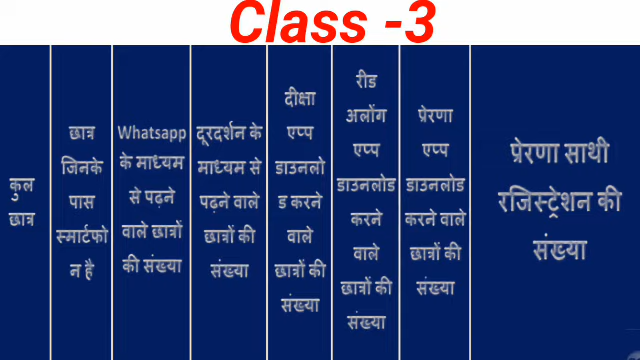 Class -3
कुल
छात्र
छात्र
जिनके
पास
स्मार्टफो
न है
Whatsapp
के माध्यम
से पढ़ने
वाले छात्रों
की संख्या
दूरदर्शन के
माध्यम से
पढ़ने वाले
छात्रों की
संख्या
दीक्षा
एप्प
डाउनलो
ड करने
वाले
छात्रों की
संख्या
रीड
अलोंग
एप्प
डाउनलोड
करने
वाले
छात्रों की
संख्या
प्रेरणा
एप्प
डाउनलोड
करने वाले
छात्रों की
संख्या
प्रेरणा साथी
रजिस्ट्रेशन की
संख्या